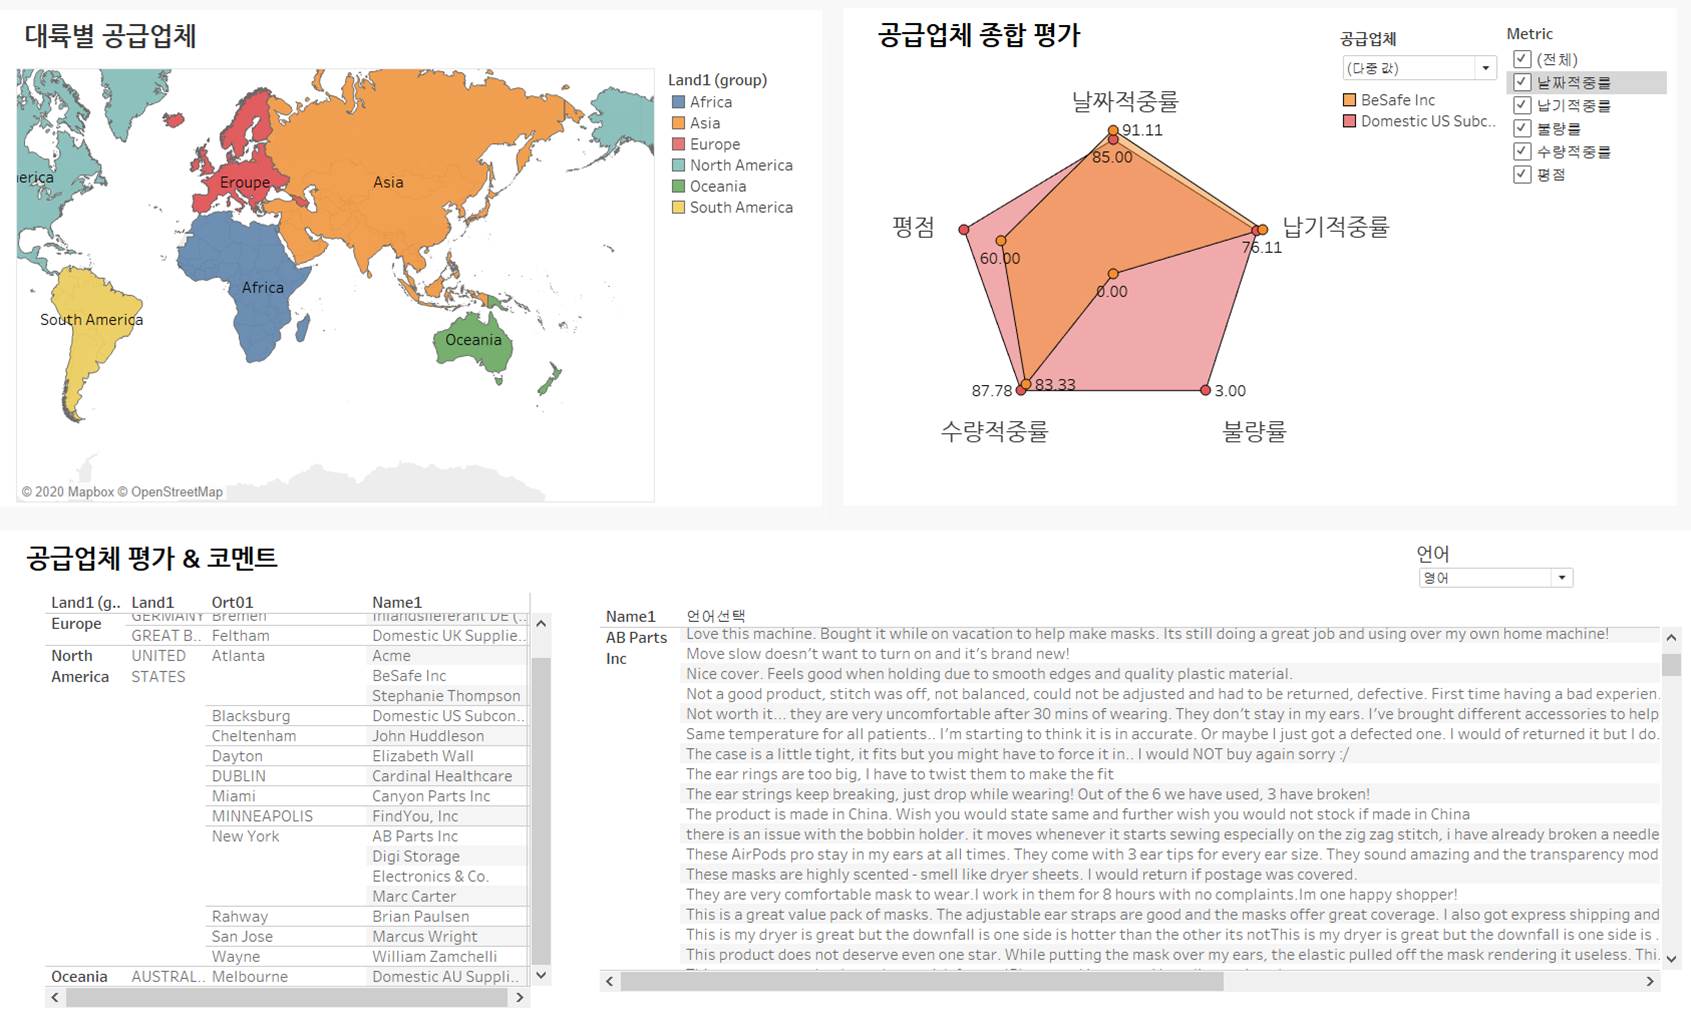 대륙별 공급업체
Land1 (group)
Africa
Asia
Europe
North America
Oceania
South America
erica
Eroupe
Asia
Africa
South America
Oceania
© 2020 Mapbox © OpenStreetMap
공급업체 종합 평가
공급업체
(다중 값)
BeSafe Inc
Domestic US Subc..
Metric
(전체)
날짜적중률
납기적중률
불량률
수량적중률
평점
날짜적중률
91.11
85.00
평점
납기적중률
76.11
60.00
0.00
87.78
83.33
3.00
수량적중률
불량률
공급업체 평가 & 코멘트
언어
영어
Land1 (g.. Land1 Ort01 Name1
Europe GERMANY Bremen Inlandslieferant DE (..
GREAT B.. Feltham Domestic UK Supplie..
North America UNITED STATES Atlanta Acme
BeSafe Inc
Stephanie Thompson
Blacksburg Domestic US Subcon..
Cheltenham John Huddleson
Dayton Elizabeth Wall
DUBLIN Cardinal Healthcare
Miami Canyon Parts Inc
MINNEAPOLIS FindYou, Inc
New York AB Parts Inc
Digi Storage
Electronics & Co.
Marc Carter
Rahway Brian Paulsen
San Jose Marcus Wright
Wayne William Zamchelli
Oceania AUSTRAL.. Melbourne Domestic AU Suppli..
Name1 언어선택
AB Parts Inc
Love this machine. Bought it while on vacation to help make masks. Its still doing a great job and using over my own home machine!
Move slow doesn't want to turn on and it's brand new!
Nice cover. Feels good when holding due to smooth edges and quality plastic material.
Not a good product, stitch was off, not balanced, could not be adjusted and had to be returned, defective. First time having a bad experien.
Not worth it... they are very uncomfortable after 30 mins of wearing. They don't stay in my ears. I've brought different accessories to help
Same temperature for all patients.. I'm starting to think it is in accurate. Or maybe I just got a defected one. I would of returned it but I do.
The case is a little tight, it fits but you might have to force it in.. I would NOT buy again sorry :/
The ear rings are too big, I have to twist them to make the fit
The ear strings keep breaking, just drop while wearing! Out of the 6 we have used, 3 have broken!
The product is made in China. Wish you would state same and further wish you would not stock if made in China
there is an issue with the bobbin holder. it moves whenever it starts sewing especially on the zig zag stitch, i have already broken a needle
These AirPods pro stay in my ears at all times. They come with 3 ear tips for every ear size. They sound amazing and the transparency mod
These masks are highly scented - smell like dryer sheets. I would return if postage was covered.
They are very comfortable mask to wear.I work in them for 8 hours with no complaints.Im one happy shopper!
This is a great value pack of masks. The adjustable ear straps are good and the masks offer great coverage. I also got express shipping and
This is my dryer is great but the downfall is one side is hotter than the other its notThis is my dryer is great but the downfall is one side is .
This product does not deserve even one star. While putting the mask over my ears, the elastic pulled off the mask rendering it useless. Thi.